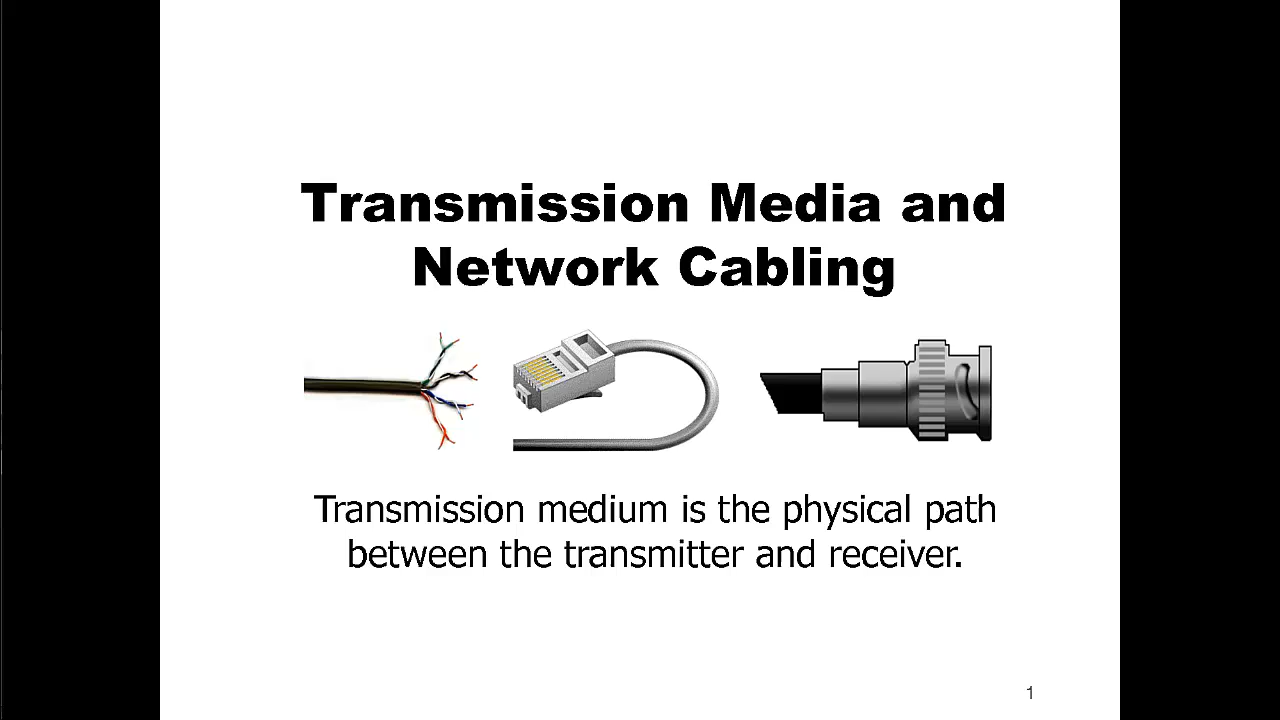 Transmission Media and
Network Cabling
Transmission medium is the physical path
between the transmitter and receiver.
1